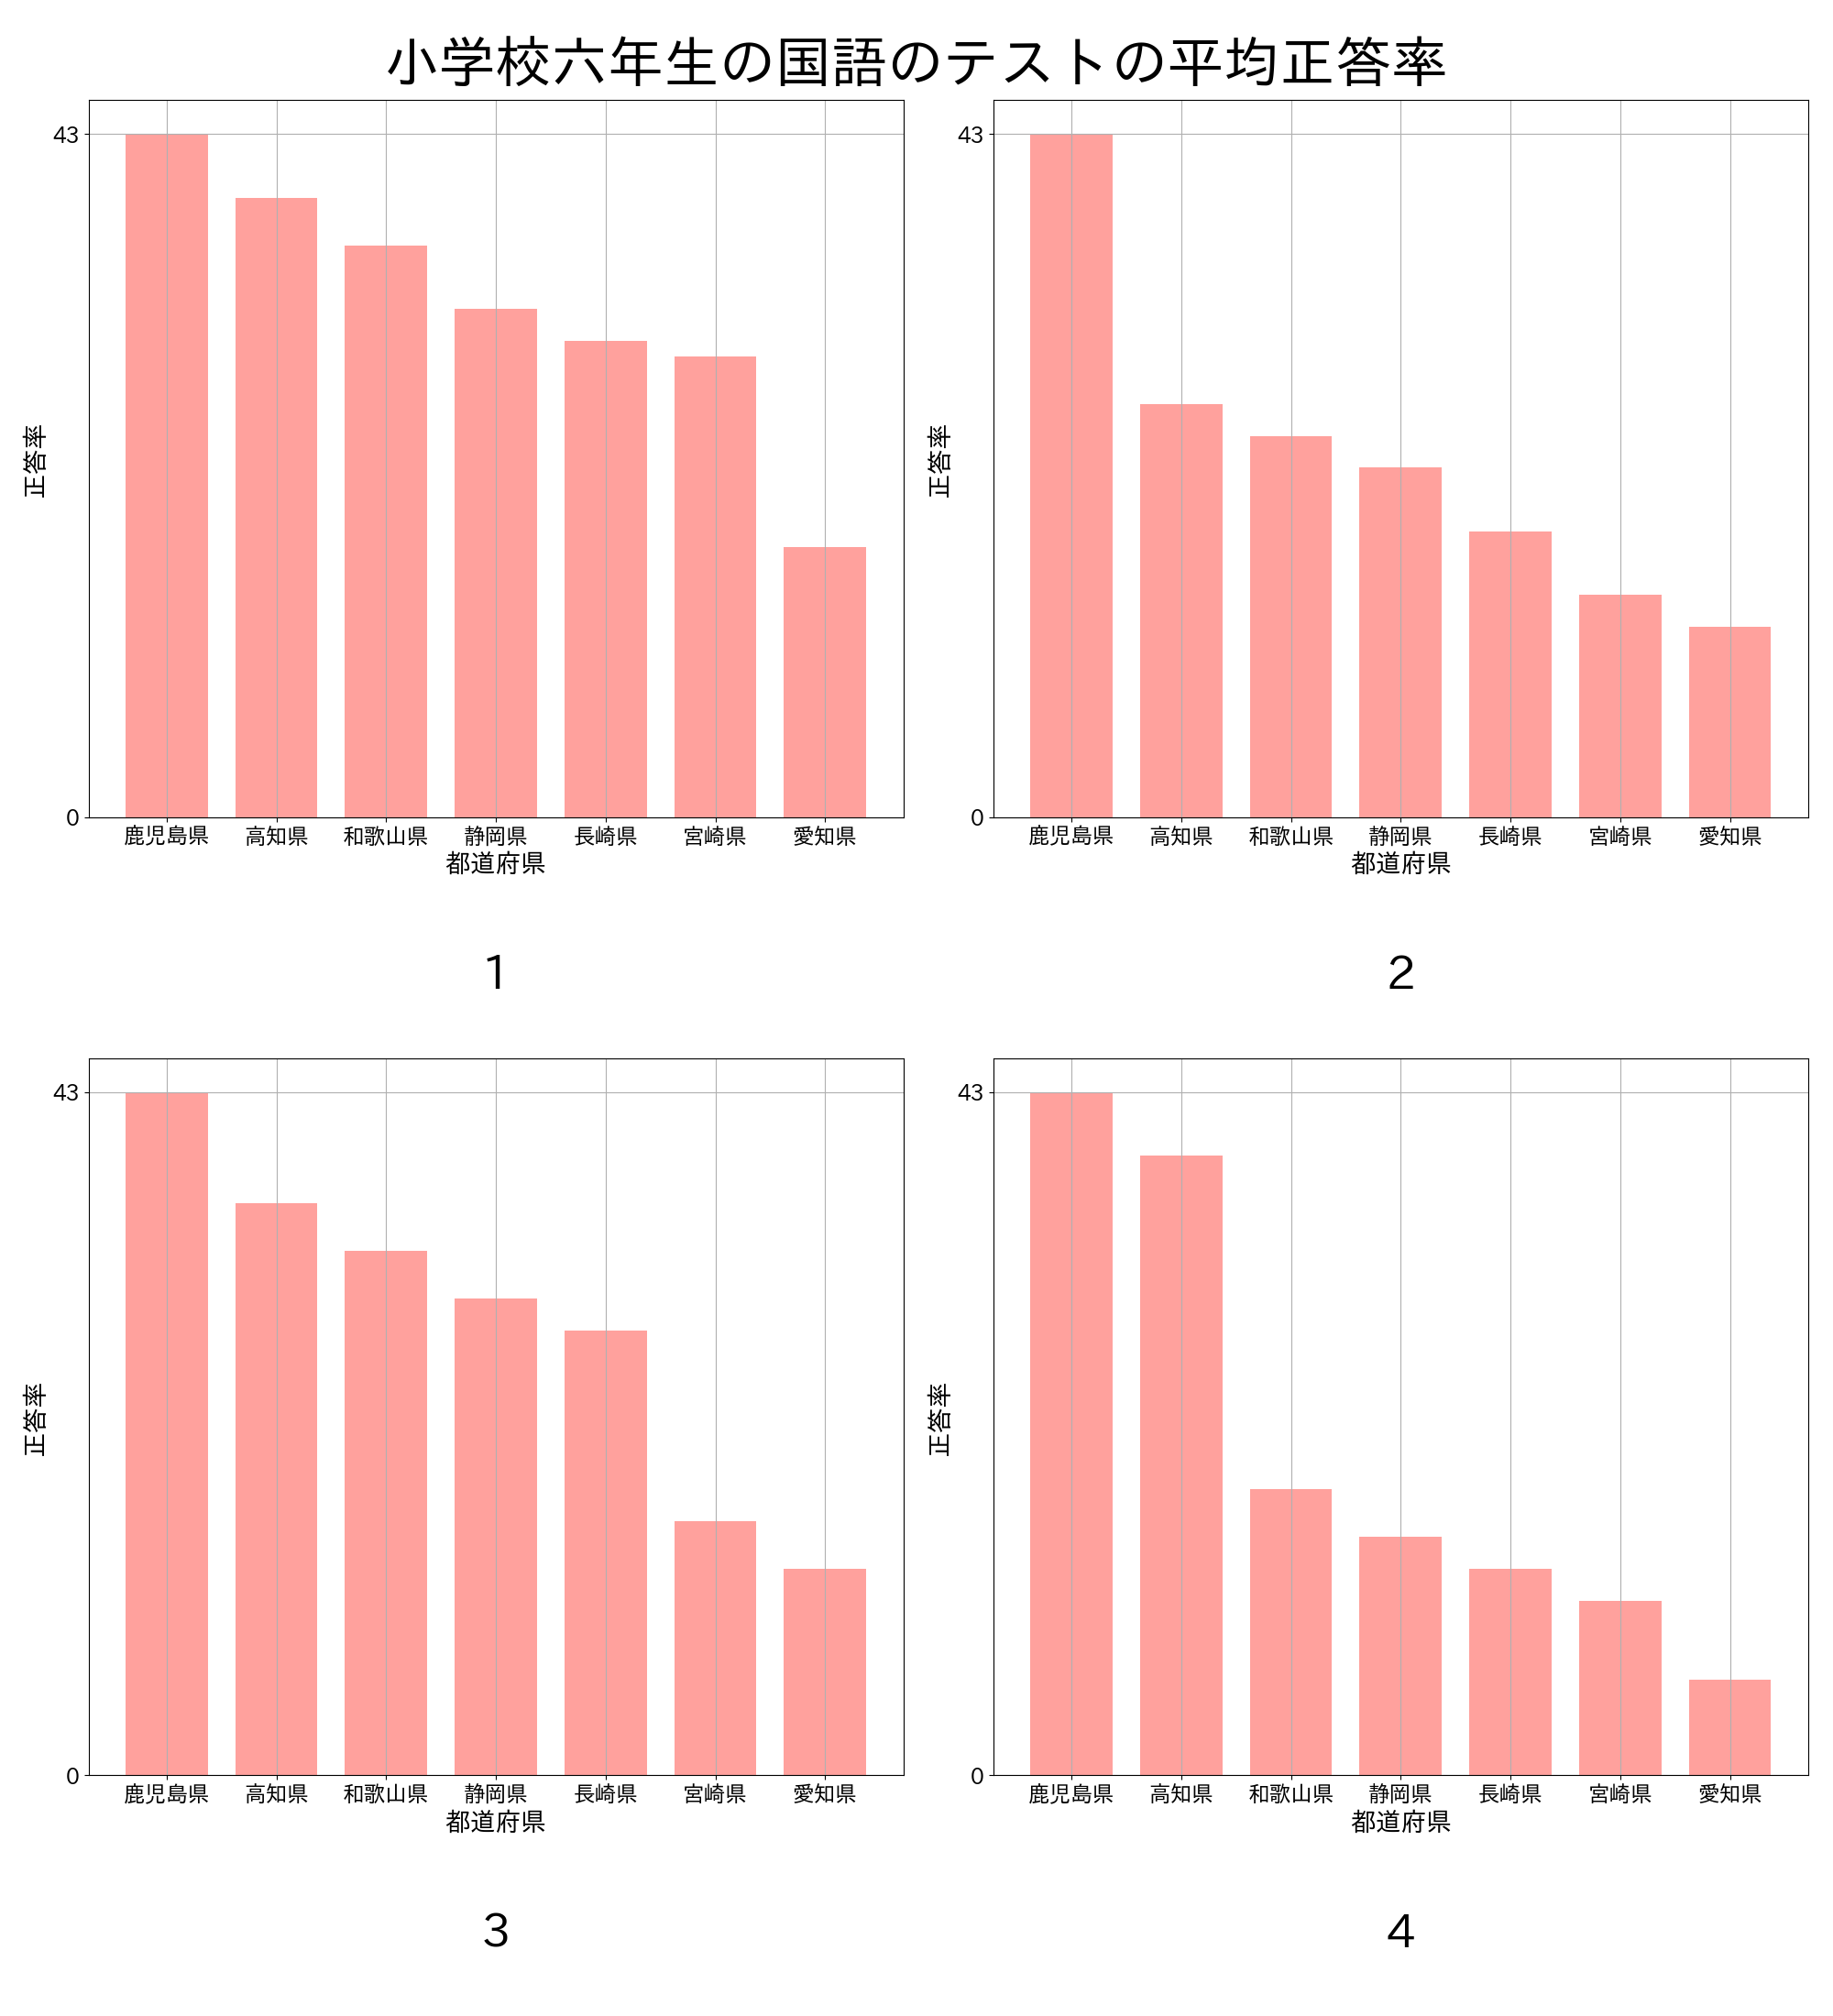 小学校六年生の国語のテストの平均正答率
43
0
正答率
鹿児島県 高知県 和歌山県 静岡県 長崎県 宮崎県 愛知県
都道府県
1
43
0
正答率
鹿児島県 高知県 和歌山県 静岡県 長崎県 宮崎県 愛知県
都道府県
2
43
0
正答率
鹿児島県 高知県 和歌山県 静岡県 長崎県 宮崎県 愛知県
都道府県
3
43
0
正答率
鹿児島県 高知県 和歌山県 静岡県 長崎県 宮崎県 愛知県
都道府県
4